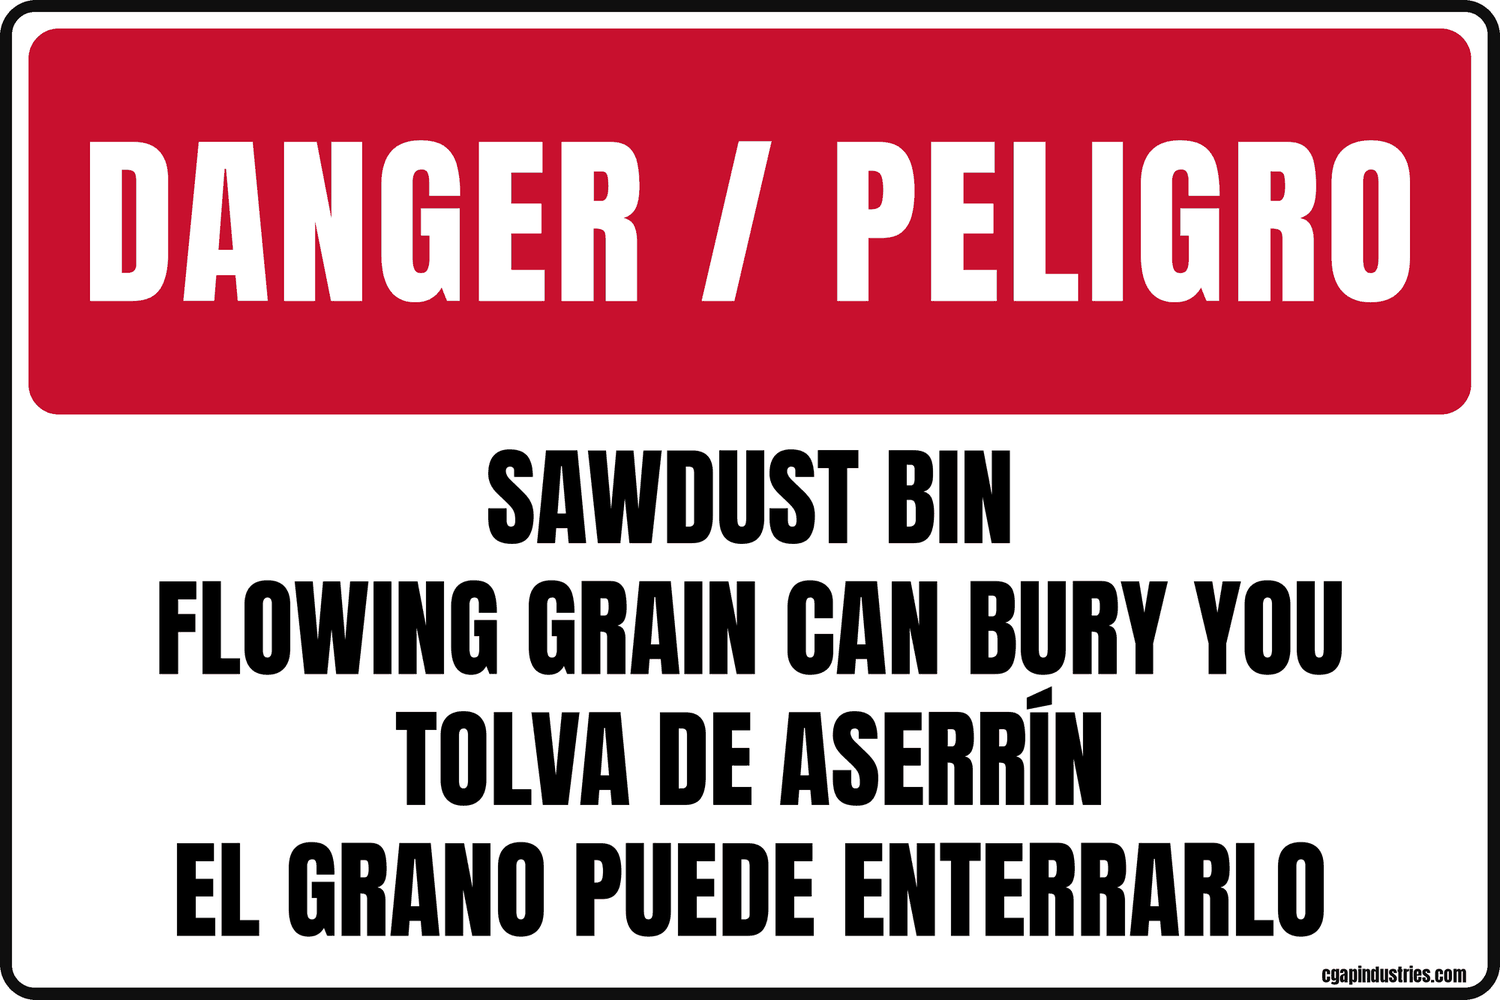 DANGER / PELIGRO
SAWDUST BIN
FLOWING GRAIN CAN BURY YOU
TOLVA DE ASERRÍN
EL GRANO PUEDE ENTERRARLO
cgapindustries.com